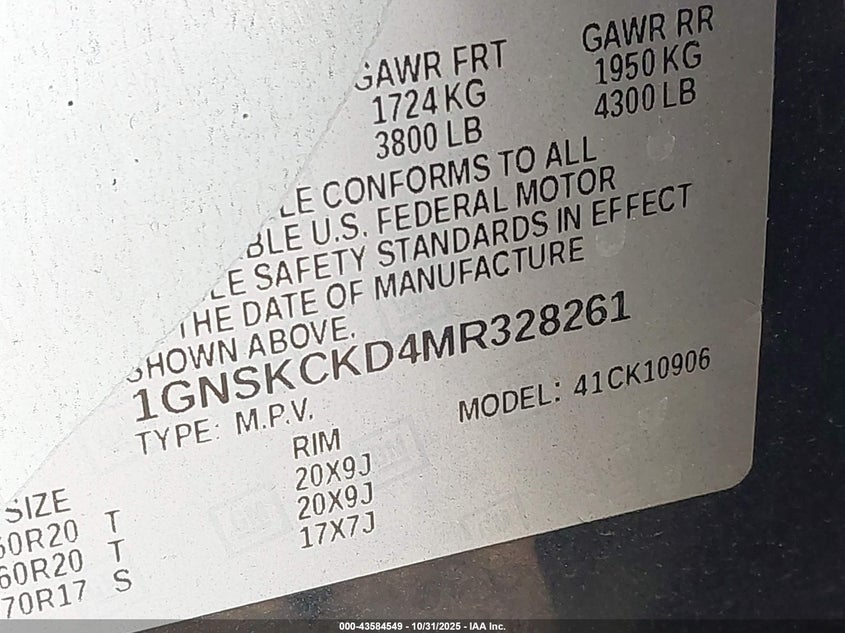 GAWR FRT GAWR RR
1724 KG 1950 KG
3800 LB 4300 LB
LE CONFORMS TO ALL
BLE U.S. FEDERAL MOTOR
LE SAFETY STANDARDS IN EFFECT
THE DATE OF MANUFACTURE
SHOWN ABOVE.
1GNSKCKD4MR328261
TYPE: M.P.V. MODEL: 41CK10906
SIZE RIM
60R20 T 20X9J
60R20 T 20X9J
70R17 S 17X7J
000-43584549 - 10/31/2025 - IAA Inc.